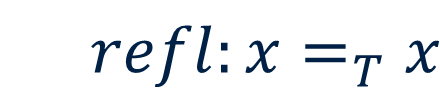 refl: x =_T x